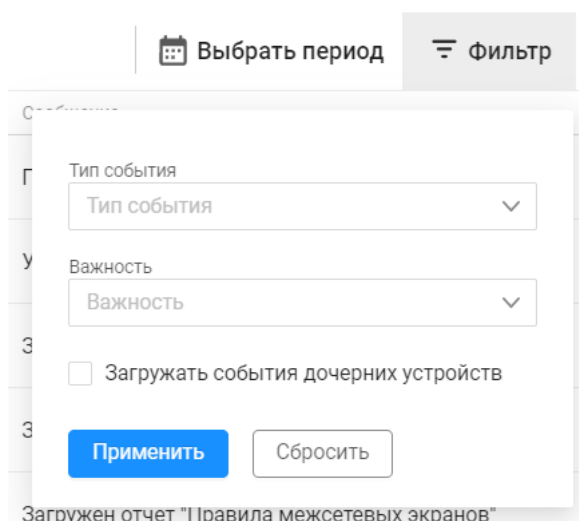 Выбрать период
Фильтр
Тип события
Тип события
Важность
Важность
Загружать события дочерних устройств
Применить
Сбросить
Загружен отчет "Правила межсетевых экранов"